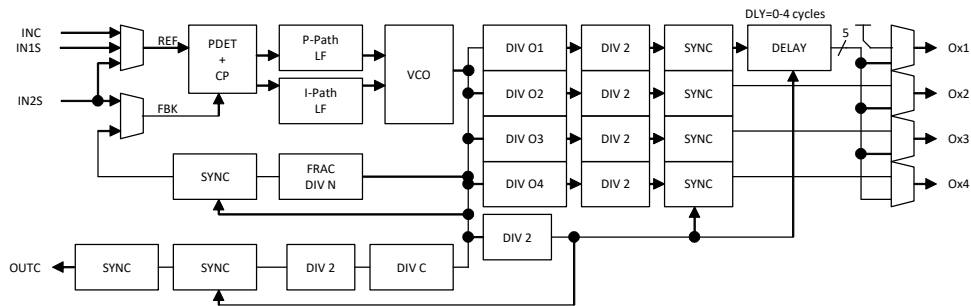 DLY=0-4 cycles
INC
IN1S
IN2S
REF
FBK
PDET
+
CP
P-Path
LF
I-Path
LF
VCO
DIV O1
DIV 2
SYNC
DELAY
5
Ox1
DIV O2
DIV 2
SYNC
Ox2
DIV O3
DIV 2
SYNC
Ox3
DIV O4
DIV 2
SYNC
Ox4
SYNC
FRAC
DIV N
DIV 2
OUTC
SYNC
SYNC
DIV 2
DIV C